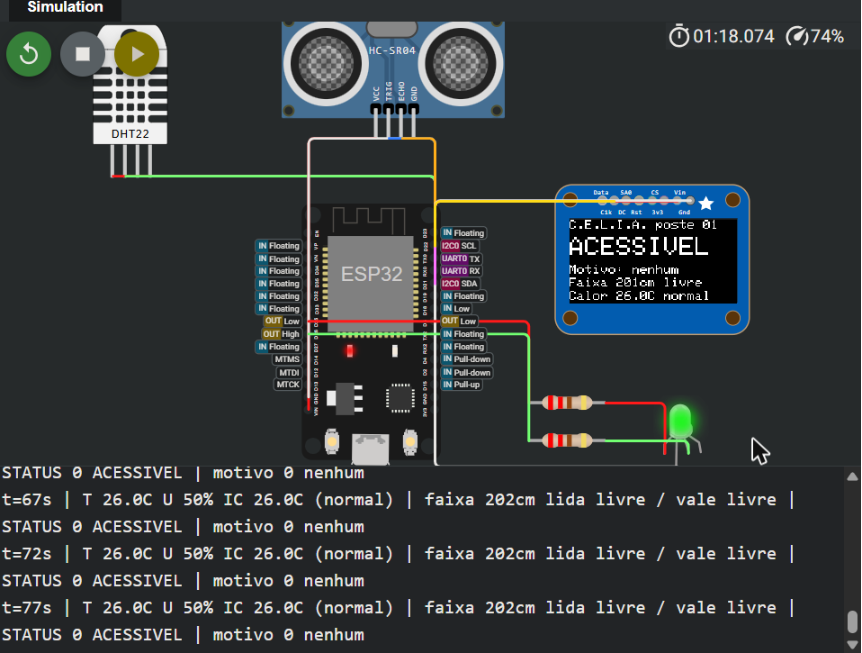 Simulation
01:18.074 74%
HC-SR04
VCC
TRIG
ECHO
GND
DHT22
Data SA0 CS Vin
Clk DC Rst 3v3 Gnd
C.E.L.I.A. poste 01
ACESSIVEL
Motivo: nenhum
Faixa 201cm livre
Calor 26.0C normal
ESP32
IN Floating
IN Floating
IN Floating
IN Floating
IN Floating
IN Floating
OUT Low
OUT High
IN Floating
MTMS
MTDI
MTCK
IN Floating
I2C0 SCL
UART0 TX
UART0 RX
I2C0 SDA
IN Floating
IN Low
OUT Low
IN Floating
IN Floating
IN Pull-down
IN Pull-down
IN Pull-up
STATUS 0 ACESSIVEL | motivo 0 nenhum
t=67s | T 26.0C U 50% IC 26.0C (normal) | faixa 202cm lida livre / vale livre |
STATUS 0 ACESSIVEL | motivo 0 nenhum
t=72s | T 26.0C U 50% IC 26.0C (normal) | faixa 202cm lida livre / vale livre |
STATUS 0 ACESSIVEL | motivo 0 nenhum
t=77s | T 26.0C U 50% IC 26.0C (normal) | faixa 202cm lida livre / vale livre |
STATUS 0 ACESSIVEL | motivo 0 nenhum